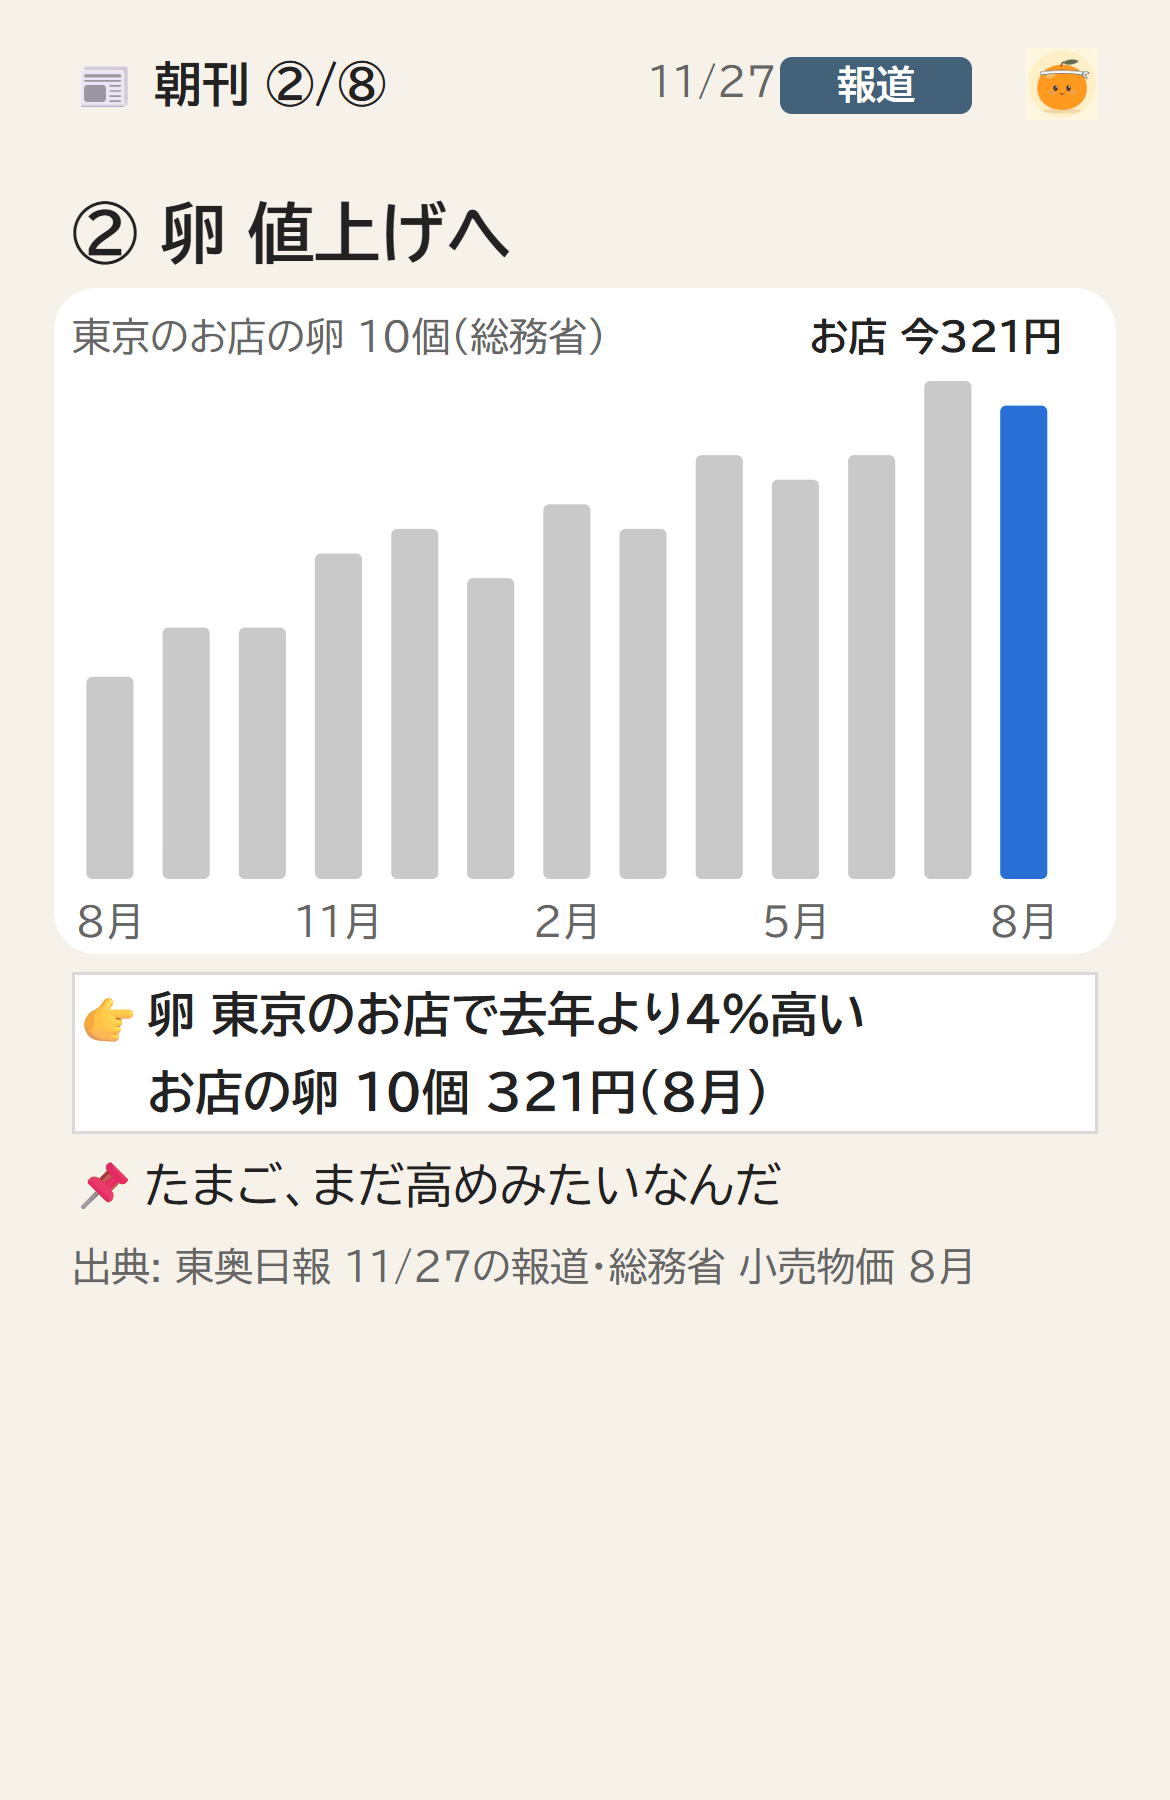 朝刊 ②/⑧
11/27 報道
② 卵 値上げへ
東京のお店の卵 10個(総務省)
お店 今321円
8月 11月 2月 5月 8月
卵 東京のお店で去年より4%高い
お店の卵 10個 321円(8月)
たまご、まだ高めみたいなんだ
出典: 東奥日報 11/27の報道・総務省 小売物価 8月